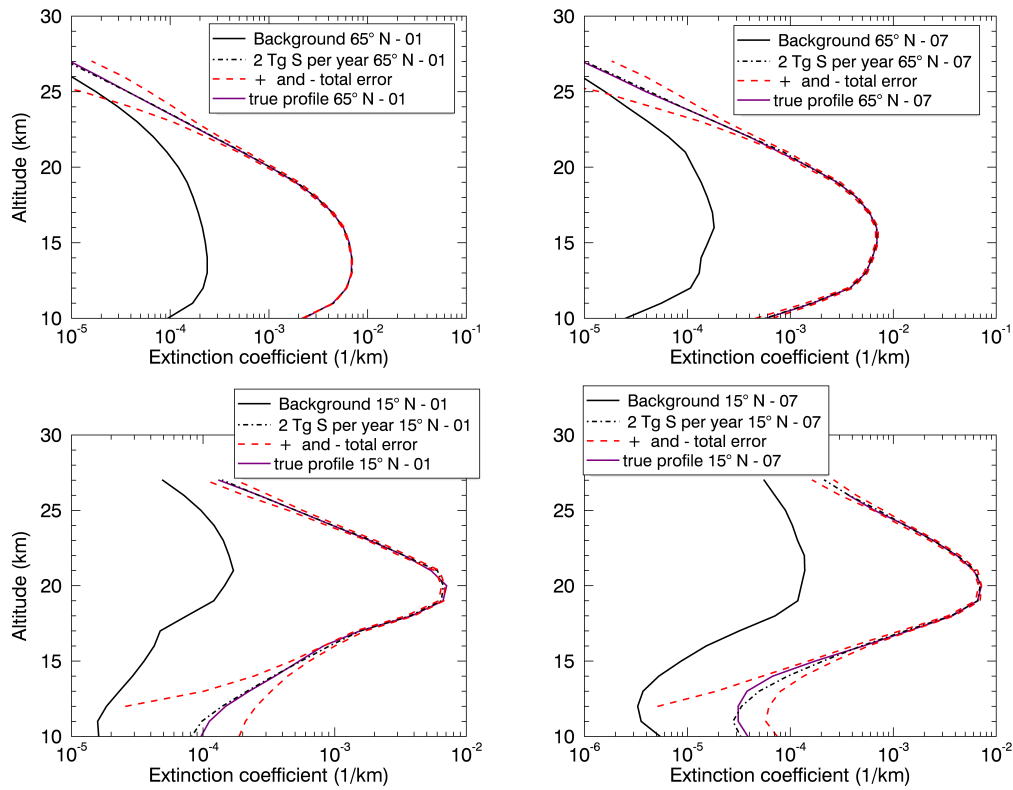 Background 65° N - 01
2 Tg S per year 65° N - 01
+ and - total error
true profile 65° N - 01
30
25
20
15
10
Altitude (km)
10-5 10-4 10-3 10-2 10-1
Extinction coefficient (1/km)
Background 65° N - 07
2 Tg S per year 65° N - 07
+ and - total error
true profile 65° N - 07
30
25
20
15
10
10-5 10-4 10-3 10-2 10-1
Extinction coefficient (1/km)
Background 15° N - 01
2 Tg S per year 15° N - 01
+ and - total error
true profile 15° N - 01
30
25
20
15
10
Altitude (km)
10-5 10-4 10-3 10-2
Extinction coefficient (1/km)
Background 15° N - 07
2 Tg S per year 15° N - 07
+ and - total error
true profile 15° N - 07
30
25
20
15
10
10-6 10-5 10-4 10-3 10-2
Extinction coefficient (1/km)